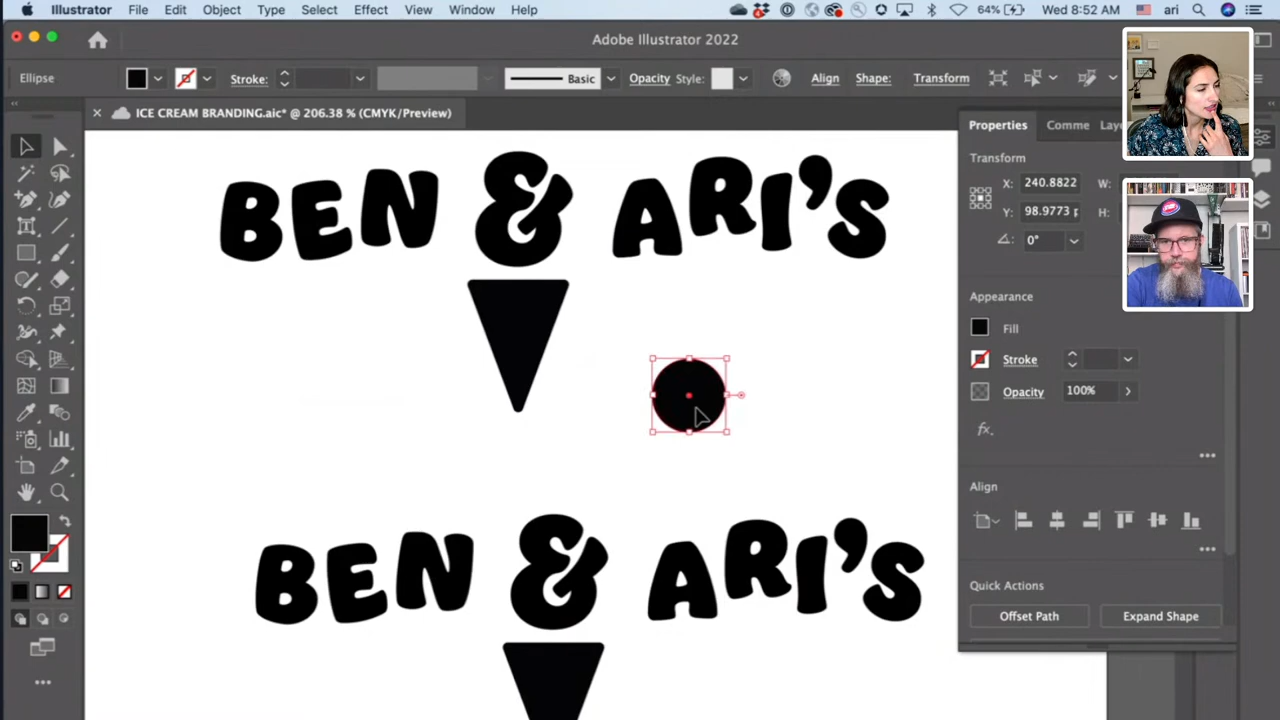 Illustrator File Edit Object Type Select Effect View Window Help 64% Wed 8:52 AM ari
Adobe Illustrator 2022
Ellipse Stroke: Basic Opacity Style: Align Shape: Transform
ICE CREAM BRANDING.aic* @ 206.38 % (CMYK/Preview)
Properties Comme Lay
Transform
X: 240.8822 W:
Y: 98.9773 H:
0°
Appearance
Fill
Stroke
Opacity 100%
fx.
Align
Quick Actions
Offset Path Expand Shape
BEN & ARI’S
BEN & ARI’S